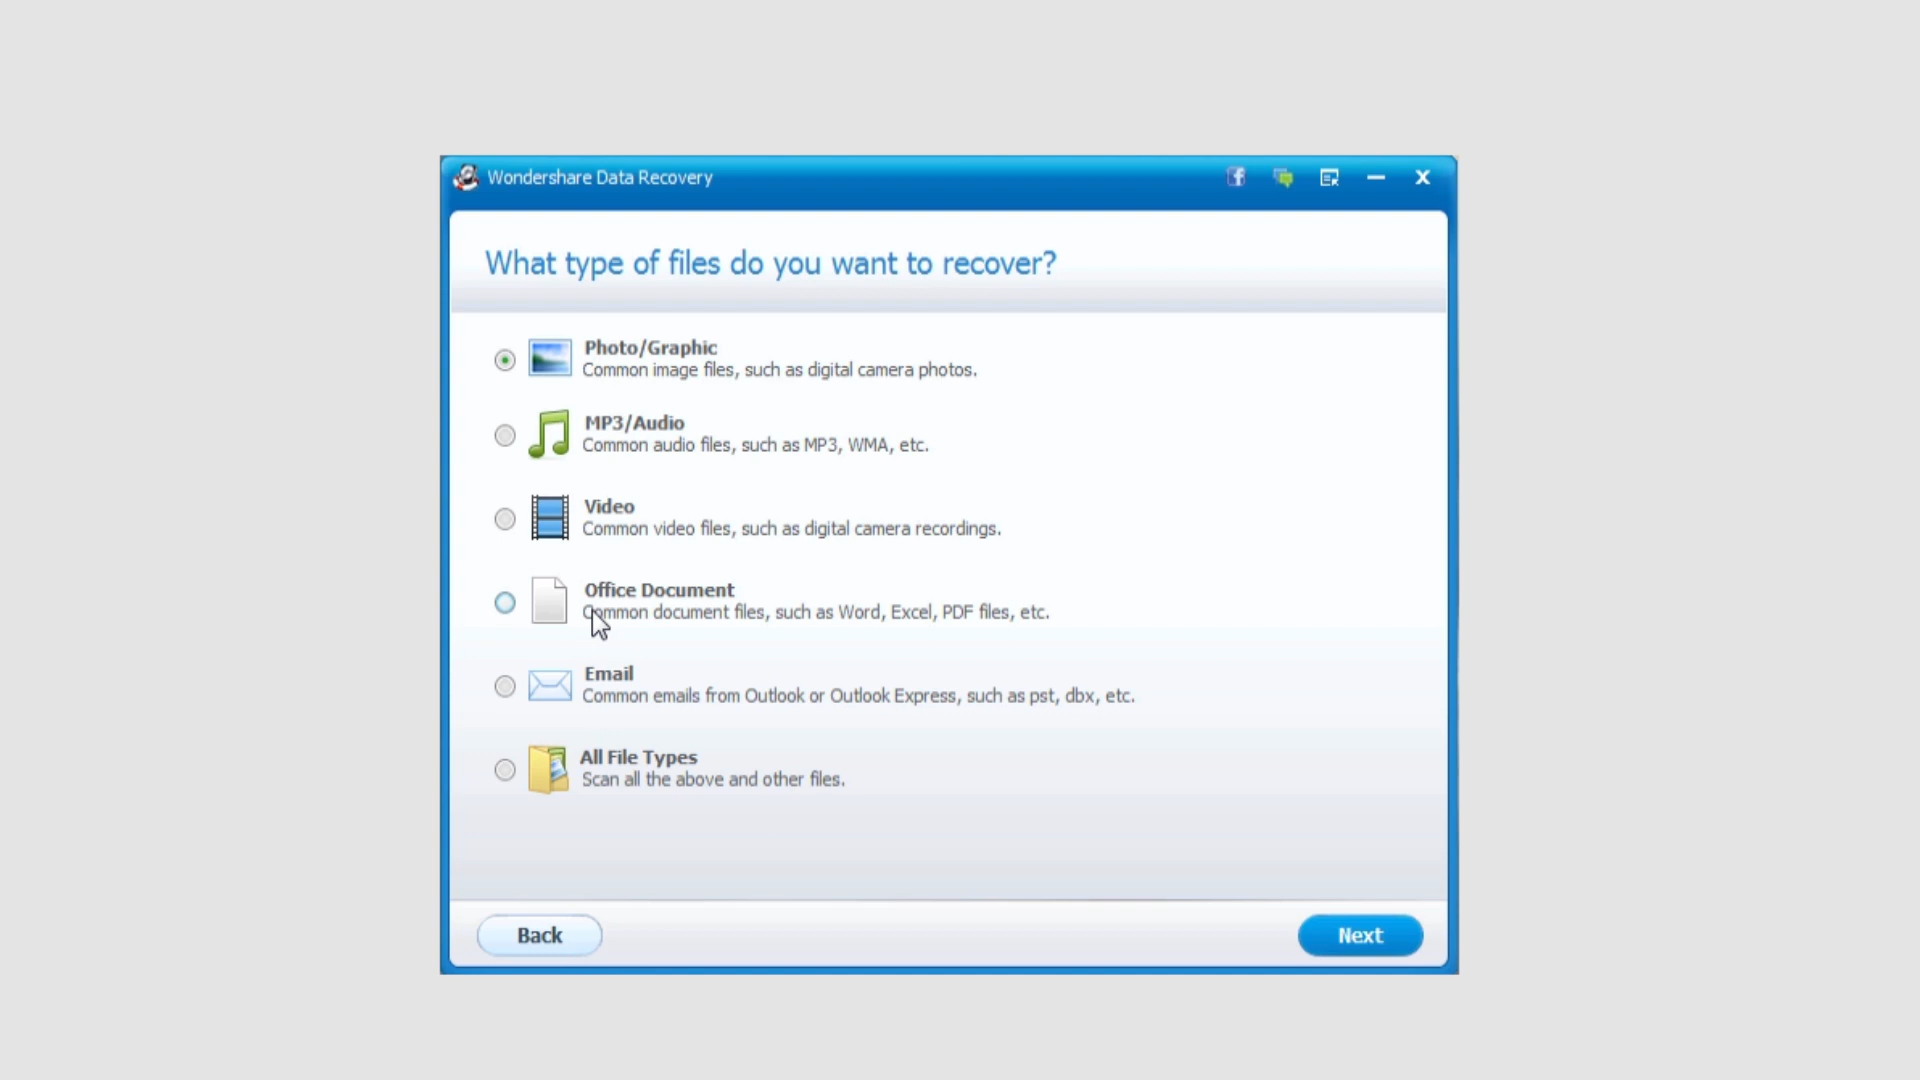 Wondershare Data Recovery
What type of files do you want to recover?
Photo/Graphic
Common image files, such as digital camera photos.
MP3/Audio
Common audio files, such as MP3, WMA, etc.
Video
Common video files, such as digital camera recordings.
Office Document
Common document files, such as Word, Excel, PDF files, etc.
Email
Common emails from Outlook or Outlook Express, such as pst, dbx, etc.
All File Types
Scan all the above and other files.
Back
Next